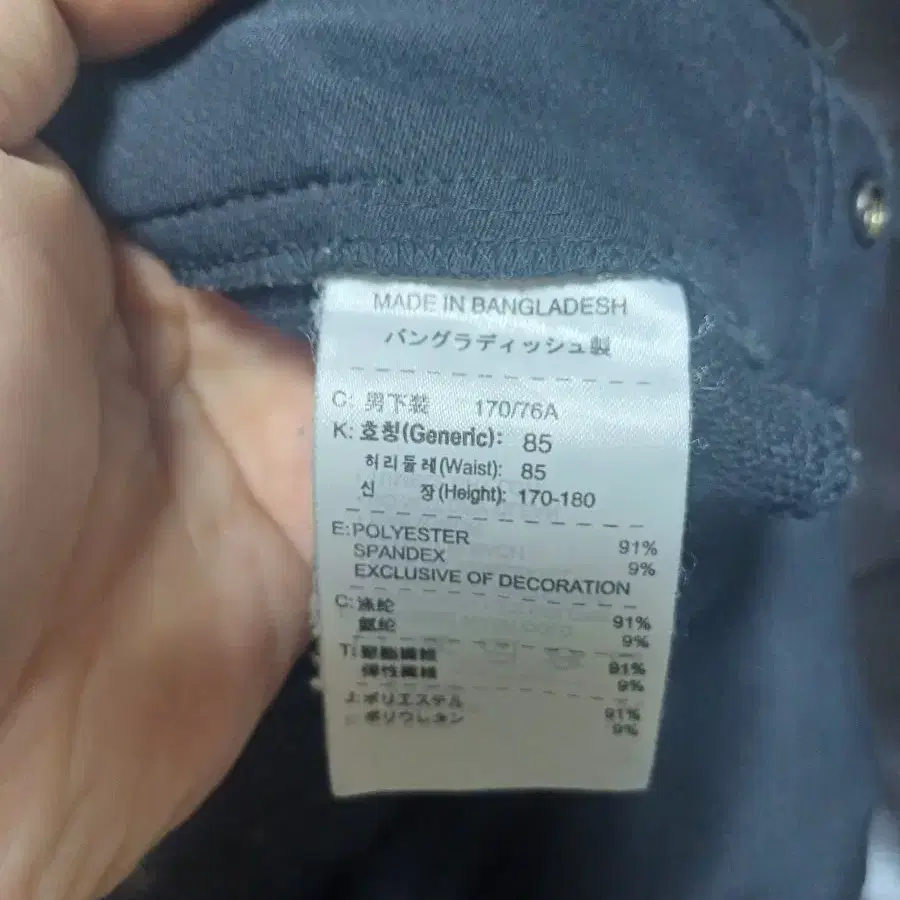 MADE IN BANGLADESH
バングラディッシュ製
C: 男下装 170/76A
K: 호칭(Generic): 85
허리둘레(Waist): 85
신 장(Height): 170-180
E: POLYESTER 91%
SPANDEX 9%
EXCLUSIVE OF DECORATION
C: 涤纶 91%
氨纶 9%
T: 聚酯纖維 91%
彈性纖維 9%
J: ポリエステル 91%
ポリウレタン 9%